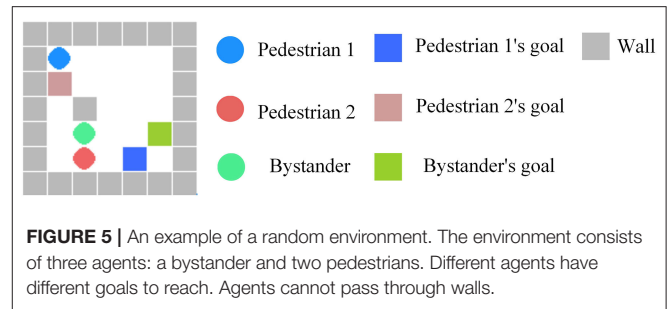 Pedestrian 1 Pedestrian 1's goal Wall
Pedestrian 2 Pedestrian 2's goal
Bystander Bystander's goal
FIGURE 5 | An example of a random environment. The environment consists
of three agents: a bystander and two pedestrians. Different agents have
different goals to reach. Agents cannot pass through walls.